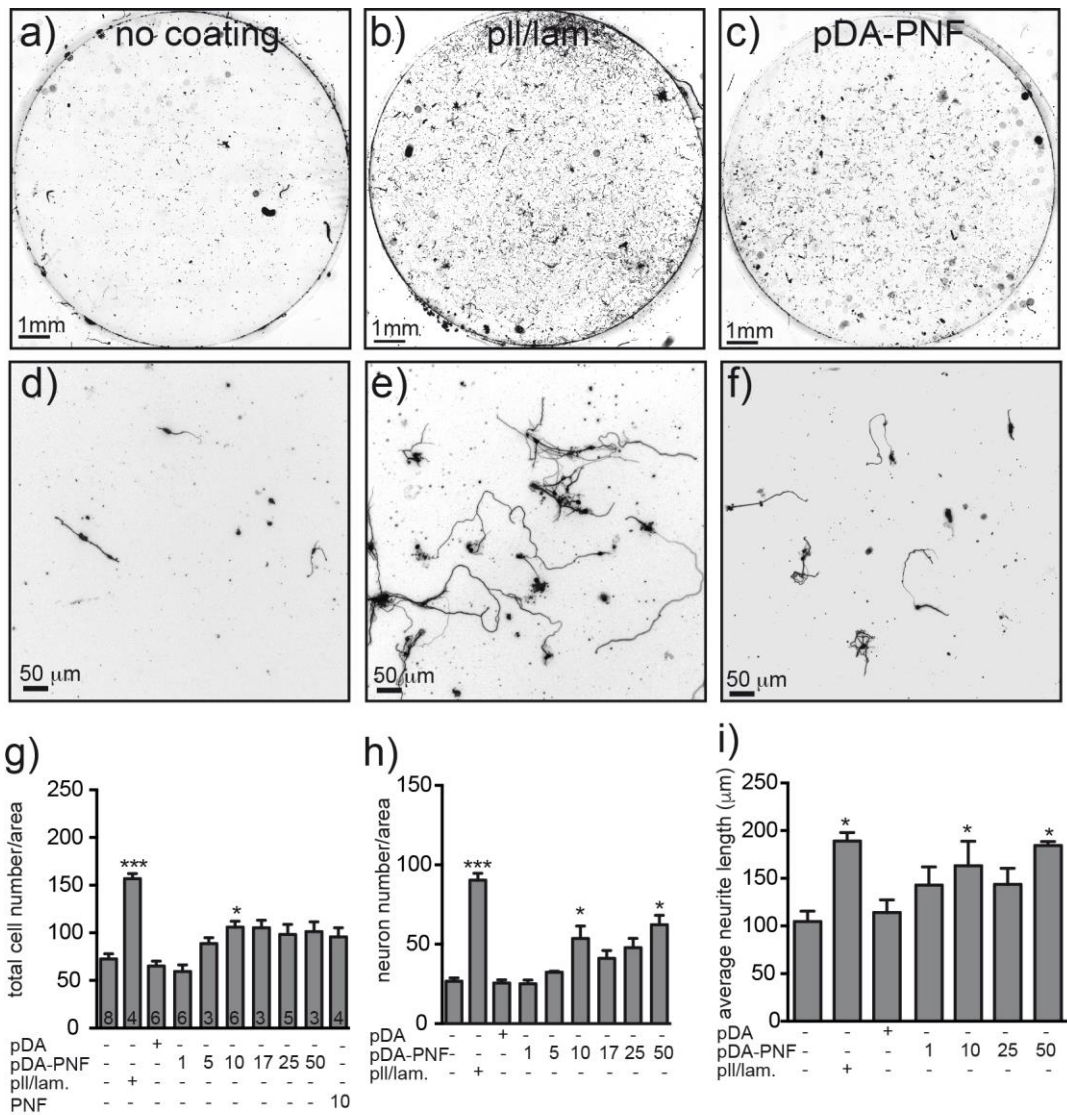 a) no coating
b) pll/lam
c) pDA-PNF
1mm
1mm
1mm
d)
e)
f)
50 μm
50 μm
50 μm
g)
total cell number/area
250
200
150
100
50
0
***
*
8 4 6 6 3 6 3 5 3 4
pDA - - + - - - - - - -
pDA-PNF - - - 1 5 10 17 25 50 -
pll/lam. - + - - - - - - - -
PNF - - - - - - - - - 10
h)
neuron number/area
150
100
50
0
***
*
*
pDA - - + - - - - - -
pDA-PNF - - - 1 5 10 17 25 50
pll/lam. - + - - - - - - -
i)
average neurite length (μm)
250
200
150
100
50
0
*
*
*
pDA - - + - - - -
pDA-PNF - - - 1 10 25 50
pll/lam. - + - - - - -